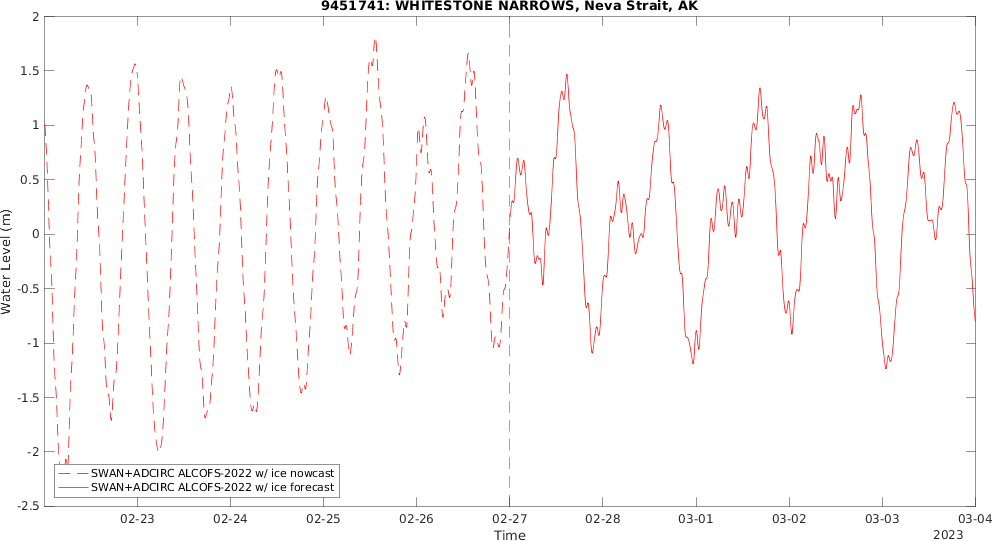 9451741: WHITESTONE NARROWS, Neva Strait, AK
Water Level (m)
2
1.5
1
0.5
0
-0.5
-1
-1.5
-2
-2.5
SWAN+ADCIRC ALCOFS-2022 w/ ice nowcast
SWAN+ADCIRC ALCOFS-2022 w/ ice forecast
02-23 02-24 02-25 02-26 02-27 02-28 03-01 03-02 03-03 03-04
Time
2023